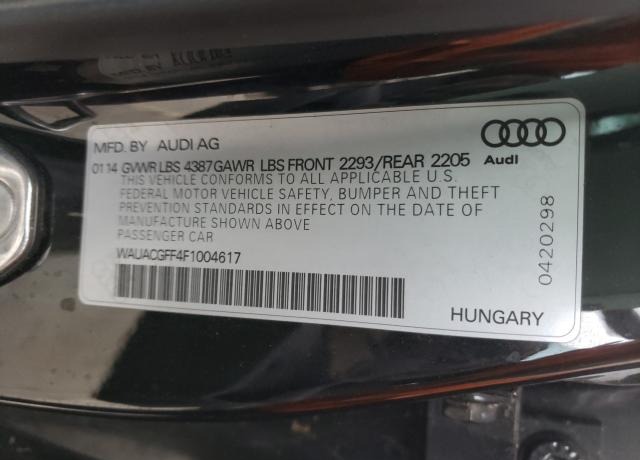 MFD. BY AUDI AG
01 14 GVWR LBS 4387 GAWR LBS FRONT 2293/REAR 2205
Audi
THIS VEHICLE CONFORMS TO ALL APPLICABLE U.S.
FEDERAL MOTOR VEHICLE SAFETY, BUMPER AND THEFT
PREVENTION STANDARDS IN EFFECT ON THE DATE OF
MANUFACTURE SHOWN ABOVE
PASSENGER CAR
WAUACGFF4F1004617
0420298
HUNGARY